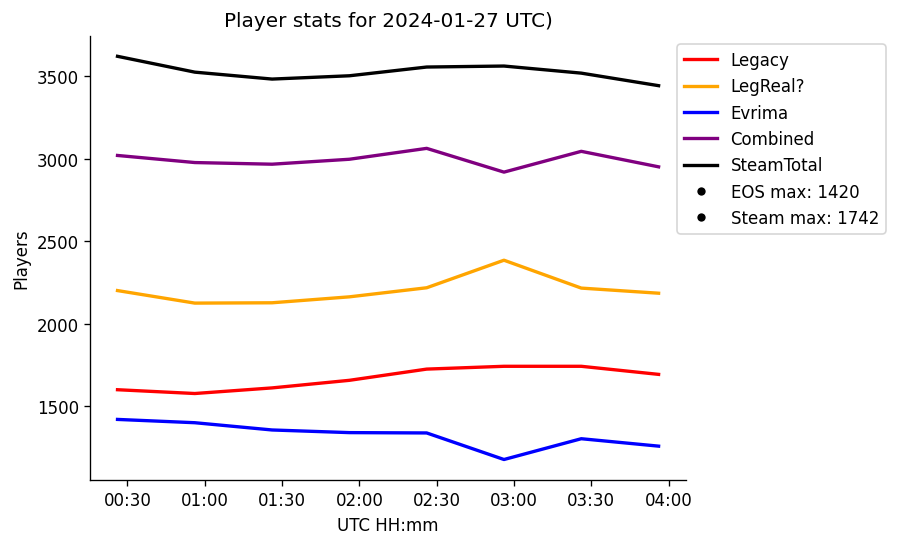 Player stats for 2024-01-27 UTC)
Legacy
LegReal?
Evrima
Combined
SteamTotal
EOS max: 1420
Steam max: 1742
Players
3500
3000
2500
2000
1500
00:30 01:00 01:30 02:00 02:30 03:00 03:30 04:00
UTC HH:mm